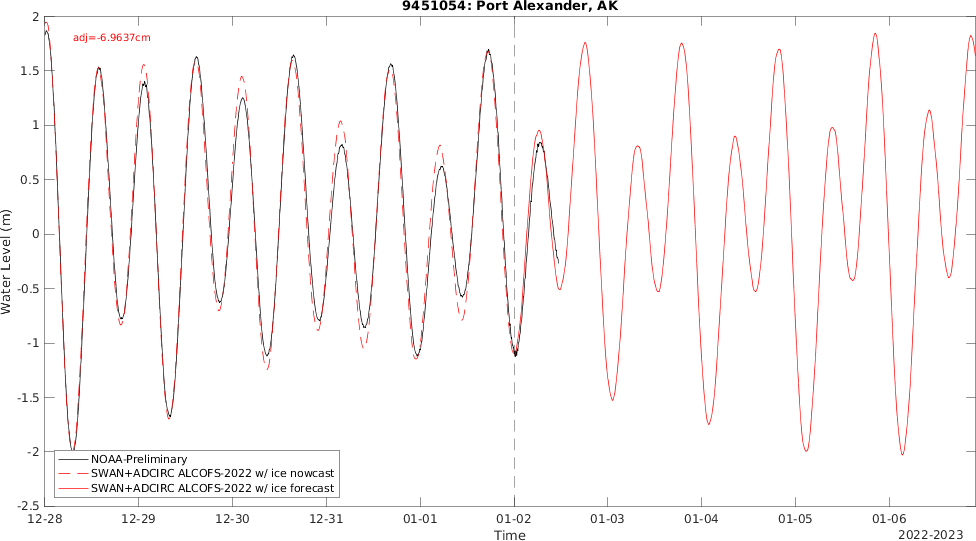 9451054: Port Alexander, AK
adj=-6.9637cm
Water Level (m)
2
1.5
1
0.5
0
-0.5
-1
-1.5
-2
-2.5
NOAA-Preliminary
SWAN+ADCIRC ALCOFS-2022 w/ ice nowcast
SWAN+ADCIRC ALCOFS-2022 w/ ice forecast
12-28 12-29 12-30 12-31 01-01 01-02 01-03 01-04 01-05 01-06
Time
2022-2023